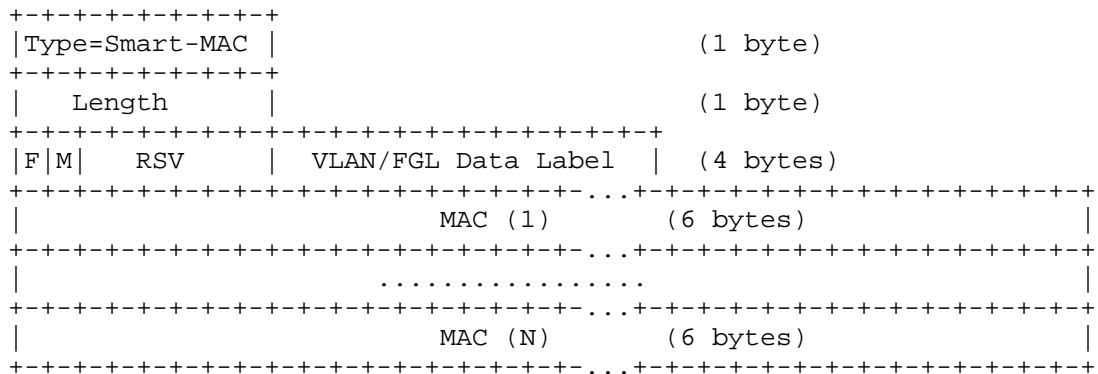 +-+-+-+-+-+-+-+-+
|Type=Smart-MAC |                           (1 byte)
+-+-+-+-+-+-+-+-+
|   Length      |                           (1 byte)
+-+-+-+-+-+-+-+-+-+-+-+-+-+-+-+-+-+-+-+-+
|F|M|   RSV     |  VLAN/FGL Data Label  |  (4 bytes)
+-+-+-+-+-+-+-+-+-+-+-+-+-+-+-+-+-+-...+-+-+-+-+-+-+-+-+-+-+-+-+-+-+
|                          MAC (1)       (6 bytes)                  |
+-+-+-+-+-+-+-+-+-+-+-+-+-+-+-+-+-+-...+-+-+-+-+-+-+-+-+-+-+-+-+-+-+
|                      .................                            |
+-+-+-+-+-+-+-+-+-+-+-+-+-+-+-+-+-+-...+-+-+-+-+-+-+-+-+-+-+-+-+-+-+
|                          MAC (N)       (6 bytes)                  |
+-+-+-+-+-+-+-+-+-+-+-+-+-+-+-+-+-+-...+-+-+-+-+-+-+-+-+-+-+-+-+-+-+